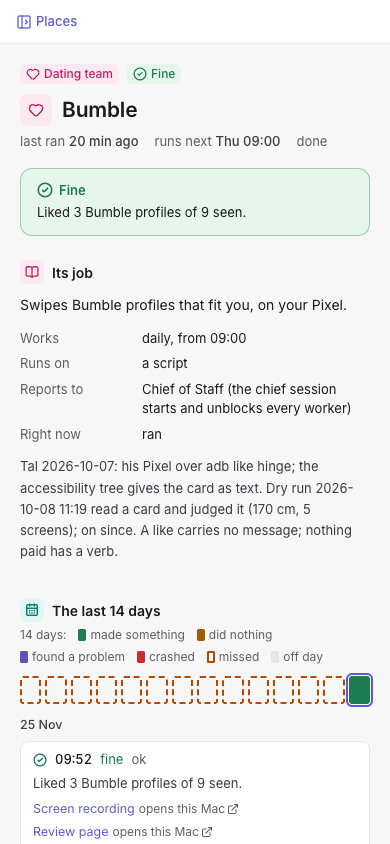 Places
Dating team Fine
Bumble
last ran 20 min ago runs next Thu 09:00 done
Fine
Liked 3 Bumble profiles of 9 seen.
Its job
Swipes Bumble profiles that fit you, on your Pixel.
Works daily, from 09:00
Runs on a script
Reports to Chief of Staff (the chief session
starts and unblocks every worker)
Right now ran
Tal 2026-10-07: his Pixel over adb like hinge; the
accessibility tree gives the card as text. Dry run 2026-
10-08 11:19 read a card and judged it (170 cm, 5
screens); on since. A like carries no message; nothing
paid has a verb.
The last 14 days
14 days: made something did nothing
found a problem crashed missed off day
25 Nov
09:52 fine ok
Liked 3 Bumble profiles of 9 seen.
Screen recording opens this Mac
Review page opens this Mac